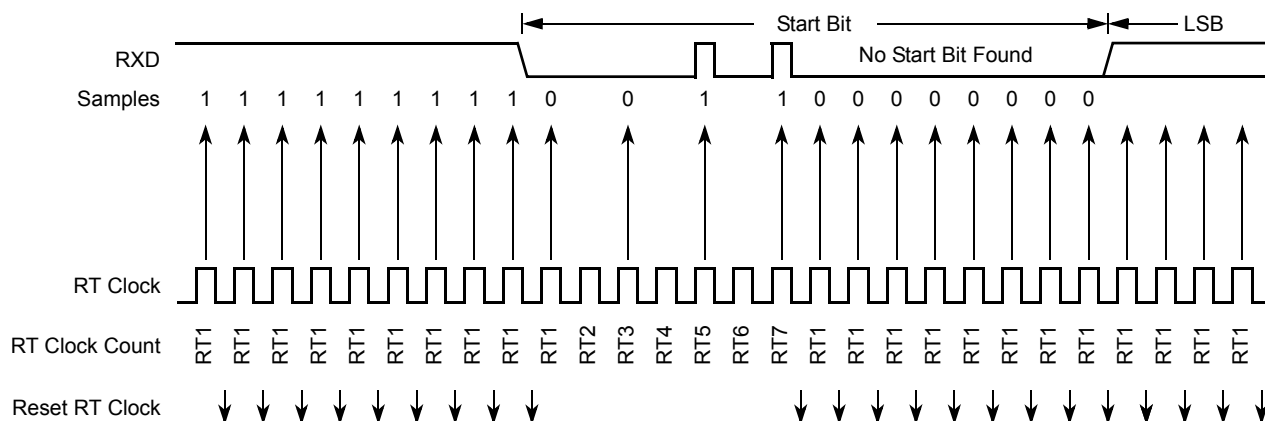 Start Bit LSB
RXD No Start Bit Found
Samples 1 1 1 1 1 1 1 1 1 0 0 1 1 0 0 0 0 0 0 0 0
RT Clock
RT Clock Count RT1 RT1 RT1 RT1 RT1 RT1 RT1 RT1 RT1 RT1 RT2 RT3 RT4 RT5 RT6 RT7 RT1 RT1 RT1 RT1 RT1 RT1 RT1 RT1 RT1 RT1 RT1 RT1
Reset RT Clock